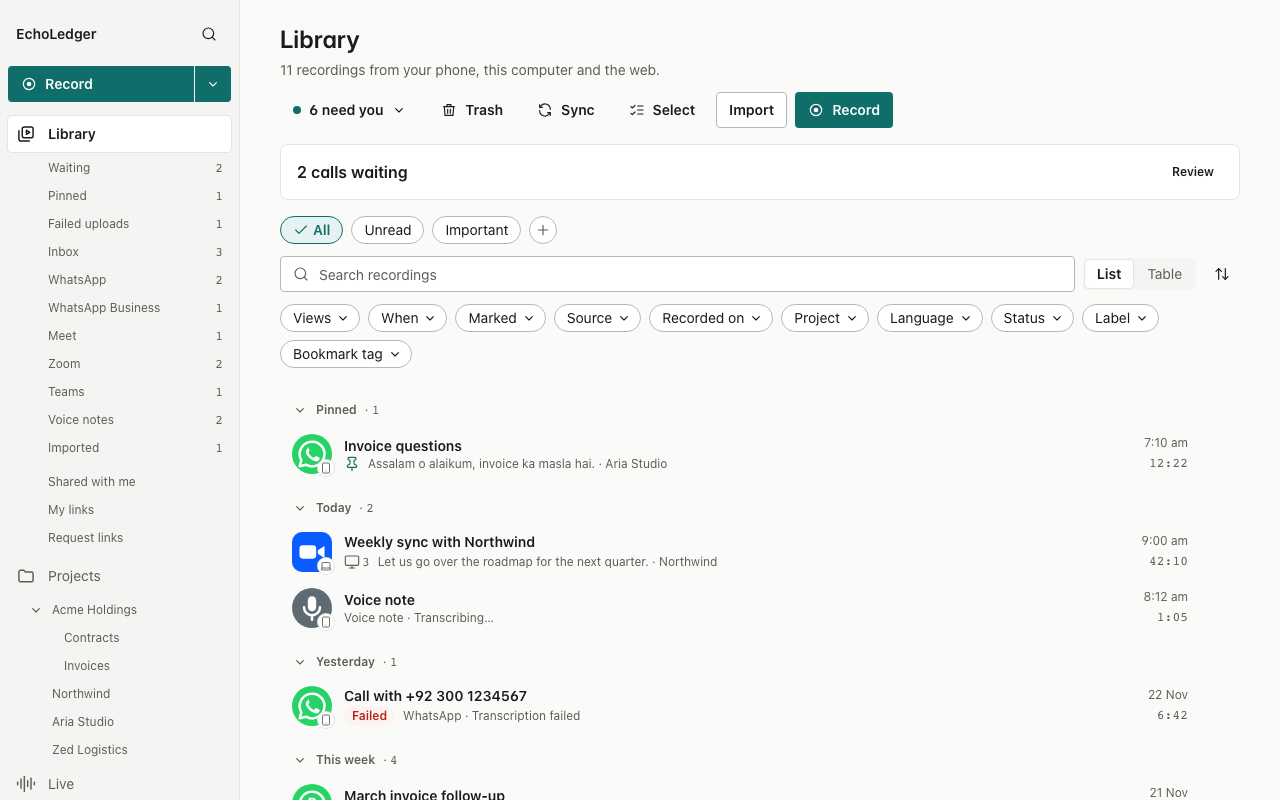 EchoLedger
Record
Library
Waiting 2
Pinned 1
Failed uploads 1
Inbox 3
WhatsApp 2
WhatsApp Business 1
Meet 1
Zoom 2
Teams 1
Voice notes 2
Imported 1
Shared with me
My links
Request links
Projects
Acme Holdings
Contracts
Invoices
Northwind
Aria Studio
Zed Logistics
Live
Library
11 recordings from your phone, this computer and the web.
6 need you Trash Sync Select Import Record
2 calls waiting Review
All Unread Important
Search recordings List Table
Views When Marked Source Recorded on Project Language Status Label
Bookmark tag
Pinned · 1
Invoice questions 7:10 am
Assalam o alaikum, invoice ka masla hai. · Aria Studio 12:22
Today · 2
Weekly sync with Northwind 9:00 am
3 Let us go over the roadmap for the next quarter. · Northwind 42:10
Voice note 8:12 am
Voice note · Transcribing... 1:05
Yesterday · 1
Call with +92 300 1234567 22 Nov
Failed WhatsApp · Transcription failed 6:42
This week · 4
March invoice follow-up 21 Nov